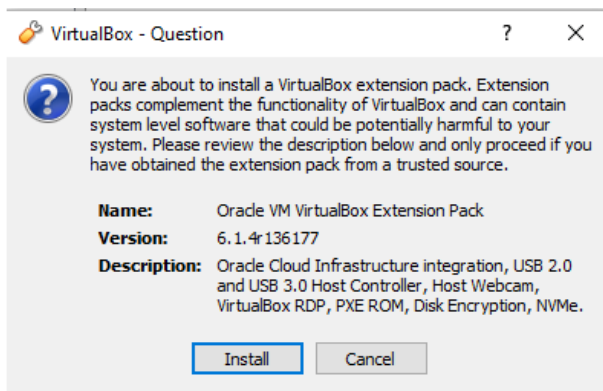 VirtualBox - Question
You are about to install a VirtualBox extension pack. Extension
packs complement the functionality of VirtualBox and can contain
system level software that could be potentially harmful to your
system. Please review the description below and only proceed if you
have obtained the extension pack from a trusted source.
Name: Oracle VM VirtualBox Extension Pack
Version: 6.1.4r136177
Description: Oracle Cloud Infrastructure integration, USB 2.0
and USB 3.0 Host Controller, Host Webcam,
VirtualBox RDP, PXE ROM, Disk Encryption, NVMe.
Install Cancel